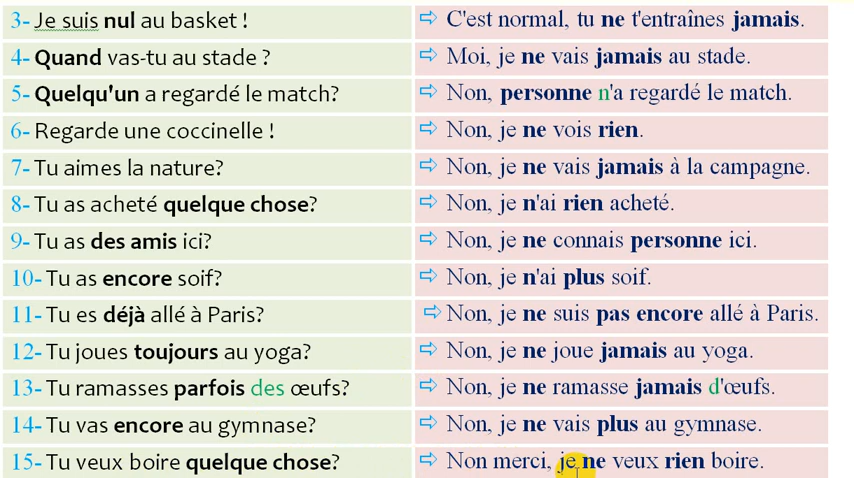 3- Je suis nul au basket !
⇨ C'est normal, tu ne t'entraînes jamais.
4- Quand vas-tu au stade ?
⇨ Moi, je ne vais jamais au stade.
5- Quelqu'un a regardé le match?
⇨ Non, personne n'a regardé le match.
6- Regarde une coccinelle !
⇨ Non, je ne vois rien.
7- Tu aimes la nature?
⇨ Non, je ne vais jamais à la campagne.
8- Tu as acheté quelque chose?
⇨ Non, je n'ai rien acheté.
9- Tu as des amis ici?
⇨ Non, je ne connais personne ici.
10- Tu as encore soif?
⇨ Non, je n'ai plus soif.
11- Tu es déjà allé à Paris?
⇨ Non, je ne suis pas encore allé à Paris.
12- Tu joues toujours au yoga?
⇨ Non, je ne joue jamais au yoga.
13- Tu ramasses parfois des œufs?
⇨ Non, je ne ramasse jamais d'œufs.
14- Tu vas encore au gymnase?
⇨ Non, je ne vais plus au gymnase.
15- Tu veux boire quelque chose?
⇨ Non merci, je ne veux rien boire.